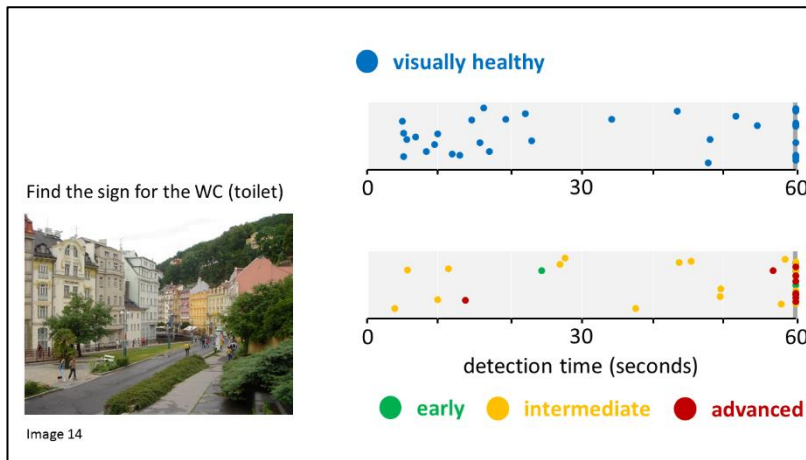 visually healthy
0 30 60
Find the sign for the WC (toilet)
0 30 60
detection time (seconds)
early intermediate advanced
Image 14